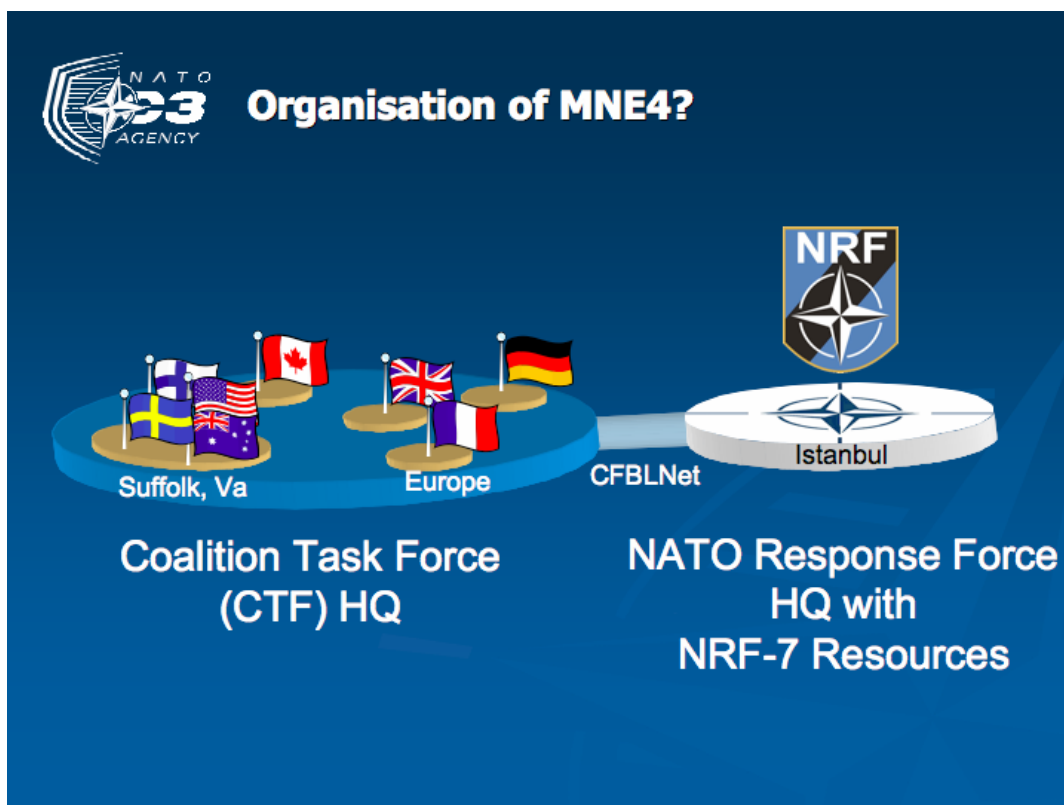 NATO
C3
AGENCY
Organisation of MNE4?
NRF
Istanbul
Suffolk, Va
Europe
CFBLNet
Coalition Task Force
(CTF) HQ
NATO Response Force
HQ with
NRF-7 Resources